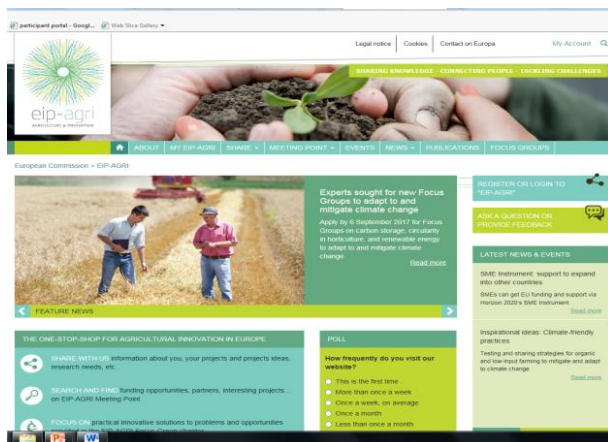 participant portal - Googl...
Web Slice Gallery
Legal notice
Cookies
Contact on Europa
My Account
SHARING KNOWLEDGE - CONNECTING PEOPLE - TACKLING CHALLENGES
eip-agri
AGRICULTURE & INNOVATION
ABOUT
MY EIP-AGRI
SHARE
MEETING POINT
EVENTS
NEWS
PUBLICATIONS
FOCUS GROUPS
European Commission > EIP-AGRI
Experts sought for new Focus
Groups to adapt to and
mitigate climate change
Apply by 6 September 2017 for Focus
Groups on carbon storage, circularity
in horticulture, and renewable energy
to adapt to and mitigate climate
change
Read more
FEATURE NEWS
REGISTER OR LOGIN TO
"EIP-AGRI"
ASK A QUESTION OR
PROVIDE FEEDBACK
LATEST NEWS & EVENTS
SME Instrument: support to expand
into other countries
SMEs can get EU funding and support via
Horizon 2020's SME Instrument
Read more
Inspirational ideas: Climate-friendly
practices
Testing and sharing strategies for organic
and low-input farming to mitigate and adapt
to climate change
Read more
THE ONE-STOP-SHOP FOR AGRICULTURAL INNOVATION IN EUROPE
SHARE WITH US information about you, your projects and projects ideas,
research needs, etc.
SEARCH AND FIND funding opportunities, partners, interesting projects...
on EIP-AGRI Meeting Point
FOCUS ON practical innovative solutions to problems and opportunities
POLL
How frequently do you visit our
website?
This is the first time
More than once a week
Once a week, on average
Once a month
Less than once a month